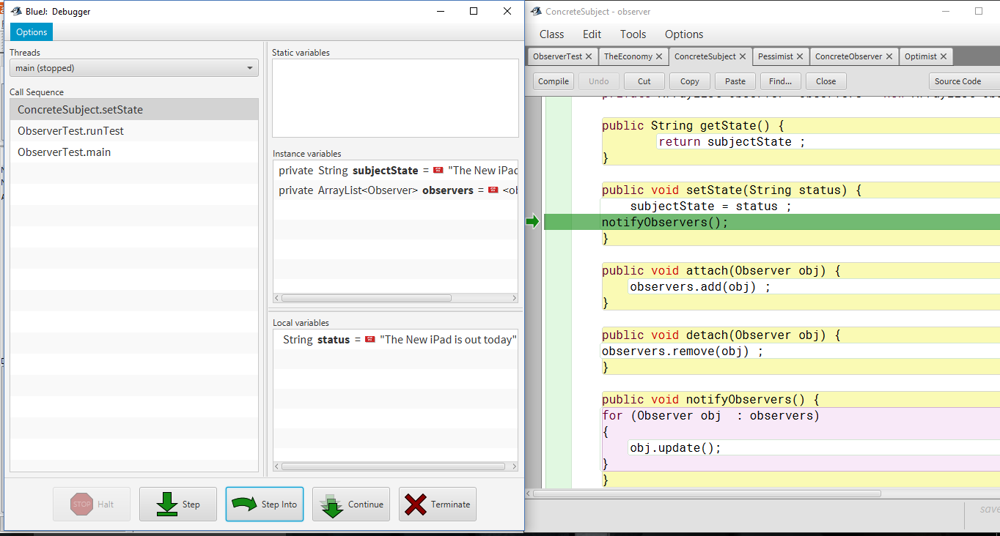 BlueJ: Debugger
Options
Threads
main (stopped)
Call Sequence
ConcreteSubject.setState
ObserverTest.runTest
ObserverTest.main
Static variables
Instance variables
private String subjectState = "The New iPad
private ArrayList<Observer> observers = <ob
Local variables
String status = "The New iPad is out today"
STOP Halt
Step
Step Into
Continue
Terminate
ConcreteSubject - observer
Class Edit Tools Options
ObserverTest TheEconomy ConcreteSubject Pessimist ConcreteObserver Optimist
Compile Undo Cut Copy Paste Find... Close Source Code
public String getState() {
return subjectState ;
}
public void setState(String status) {
subjectState = status ;
notifyObservers();
}
public void attach(Observer obj) {
observers.add(obj) ;
}
public void detach(Observer obj) {
observers.remove(obj) ;
}
public void notifyObservers() {
for (Observer obj : observers)
{
obj.update();
}
}
save